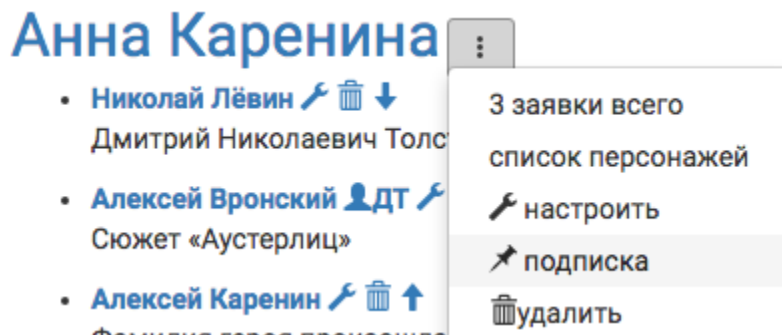 Анна Каренина
Николай Лёвин
Дмитрий Николаевич
Алексей Вронский ДТ
Сюжет «Аустерлиц»
Алексей Каренин
3 заявки всего
список персонажей
настроить
подписка
удалить